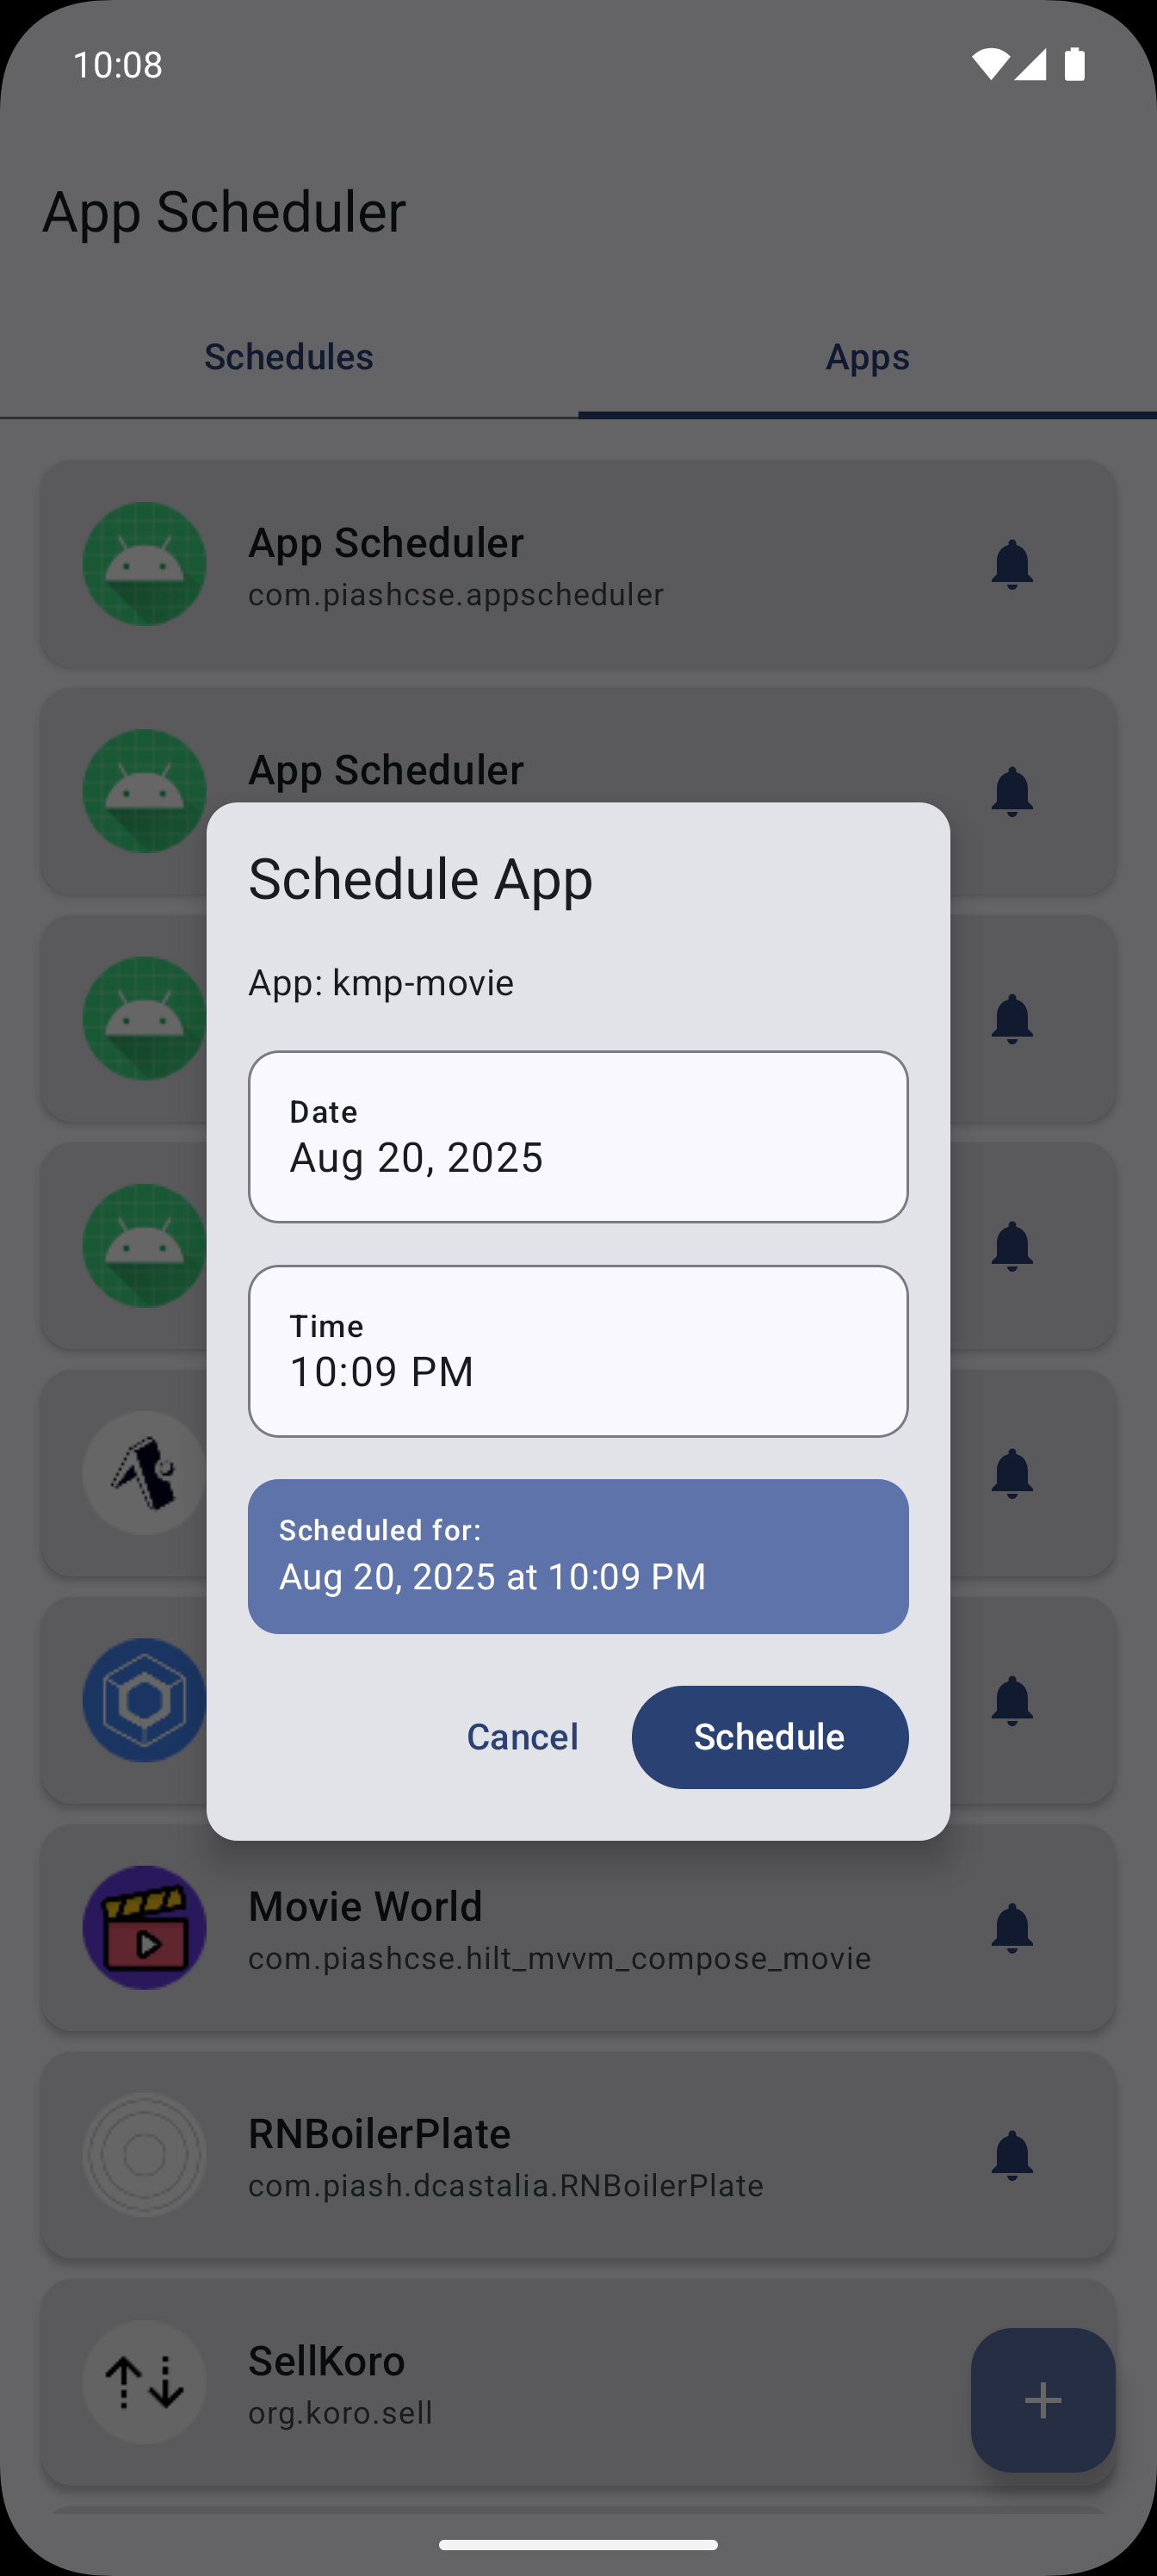 10:08
App Scheduler
Schedules
Apps
App Scheduler
com.piashcse.appscheduler
App Scheduler
Schedule App
App: kmp-movie
Date
Aug 20, 2025
Time
10:09 PM
Scheduled for:
Aug 20, 2025 at 10:09 PM
Cancel
Schedule
Movie World
com.piashcse.hilt_mvvm_compose_movie
RNBoilerPlate
com.piash.dcastalia.RNBoilerPlate
SellKoro
org.koro.sell